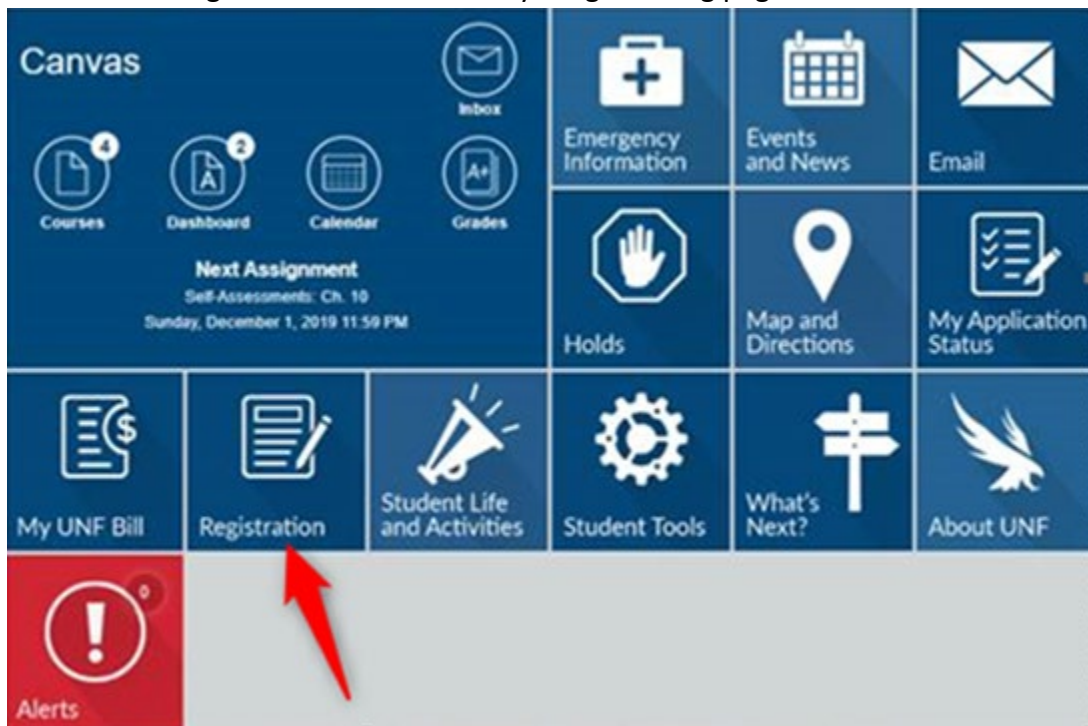 Canvas
Inbox
4
2
A
A+
Courses
Dashboard
Calendar
Grades
Next Assignment
Self-Assessments: Ch. 10
Sunday, December 1, 2019 11:59 PM
Emergency
Information
Events
and News
Email
Holds
Map and
Directions
My Application
Status
$
My UNF Bill
Registration
Student Life
and Activities
Student Tools
What's
Next?
About UNF
!
0
Alerts